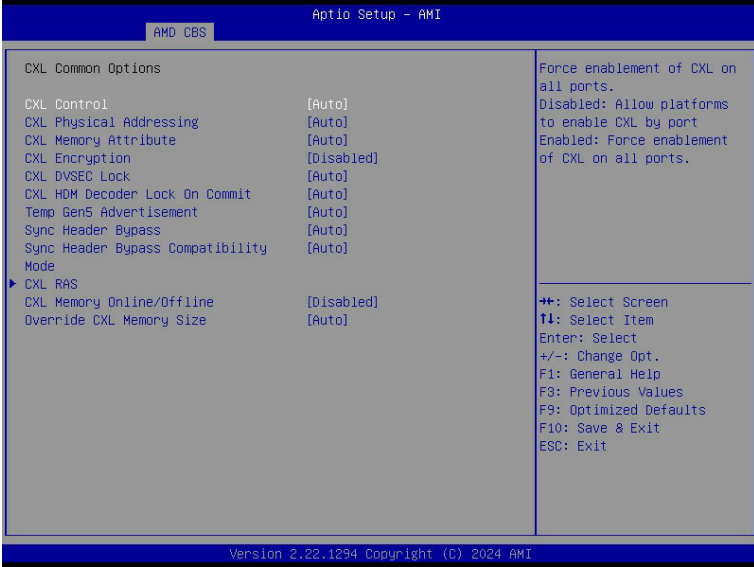 Aptio Setup – AMI
AMD CBS
CXL Common Options
CXL Control [Auto]
CXL Physical Addressing [Auto]
CXL Memory Attribute [Auto]
CXL Encryption [Disabled]
CXL DVSEC Lock [Auto]
CXL HDM Decoder Lock On Commit [Auto]
Temp Gen5 Advertisement [Auto]
Sync Header Bypass [Auto]
Sync Header Bypass Compatibility [Auto]
Mode
CXL RAS
CXL Memory Online/Offline [Disabled]
Override CXL Memory Size [Auto]
Force enablement of CXL on
all ports.
Disabled: Allow platforms
to enable CXL by port
Enabled: Force enablement
of CXL on all ports.
→←: Select Screen
↑↓: Select Item
Enter: Select
+/-: Change Opt.
F1: General Help
F3: Previous Values
F9: Optimized Defaults
F10: Save & Exit
ESC: Exit
Version 2.22.1294 Copyright (C) 2024 AMI